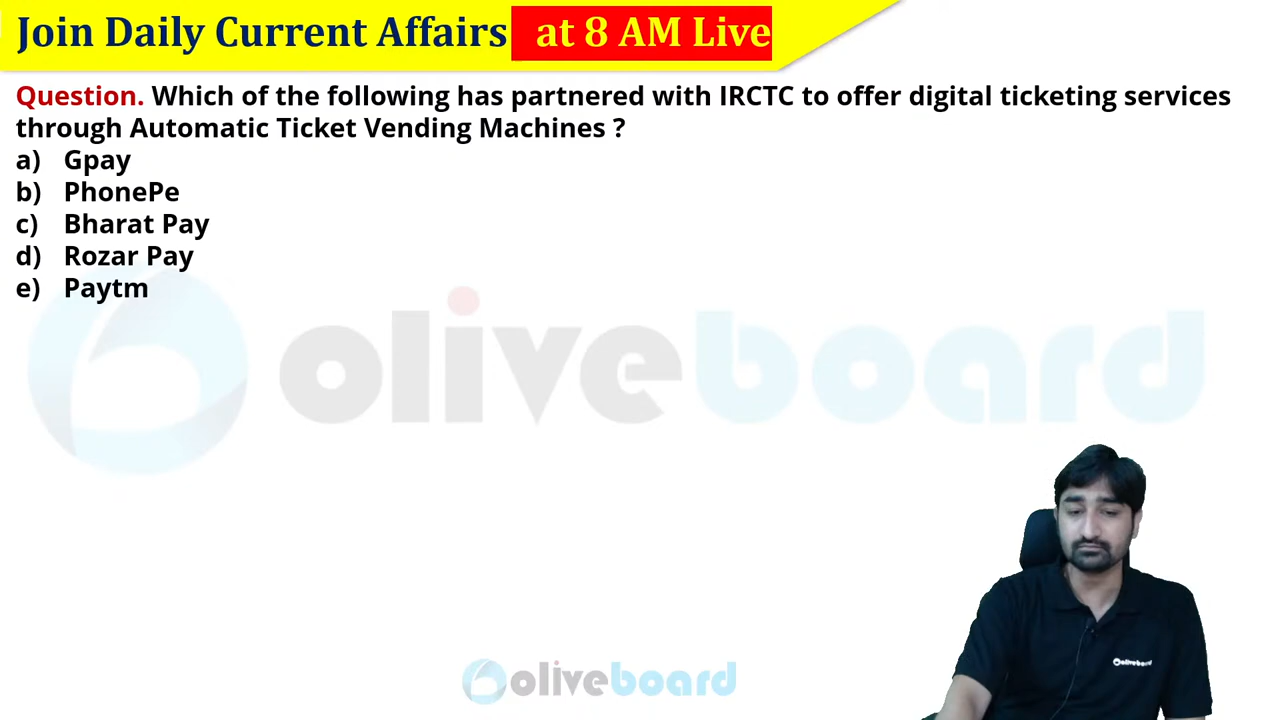 Join Daily Current Affairs at 8 AM Live
Question. Which of the following has partnered with IRCTC to offer digital ticketing services
through Automatic Ticket Vending Machines ?
a) Gpay
b) PhonePe
c) Bharat Pay
d) Rozar Pay
e) Paytm
oliveboard
oliveboard
oliveboard